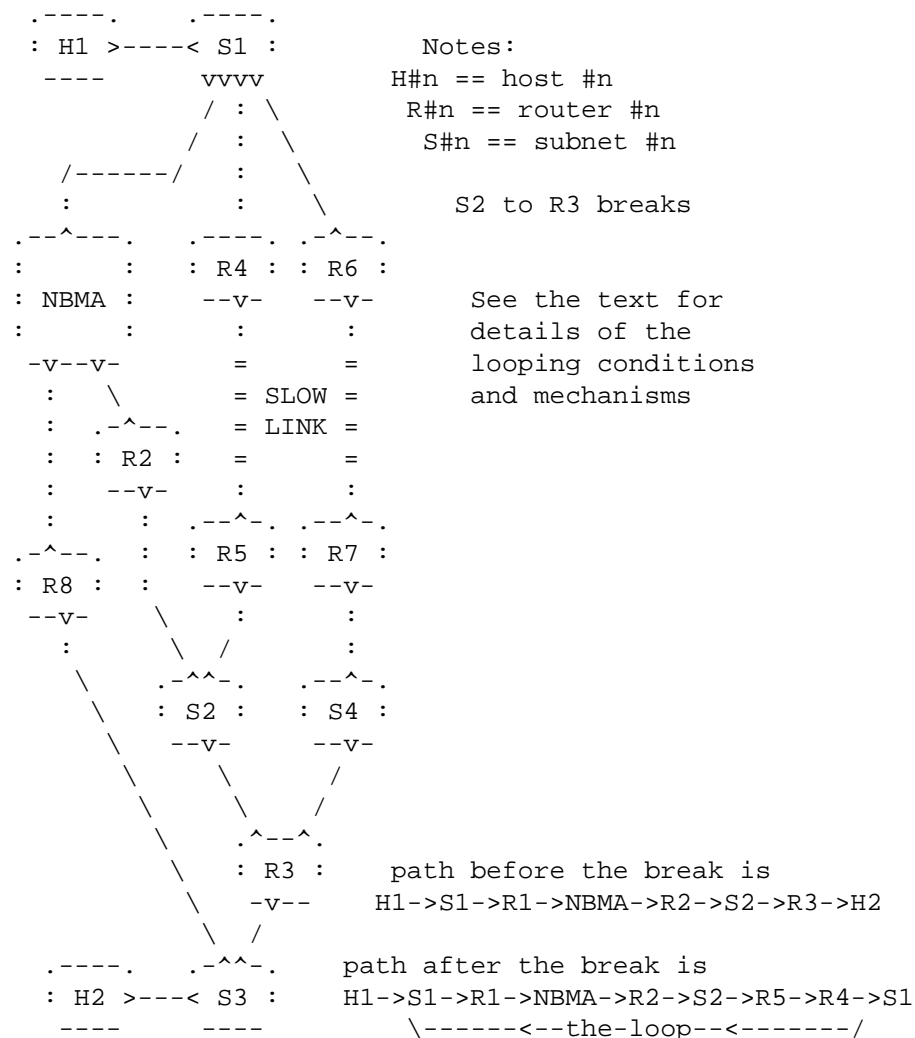 H1 >----< S1 : Notes:
vvvv H#n == host #n
R#n == router #n
S#n == subnet #n
S2 to R3 breaks
R4 R6
NBMA --v- --v- See the text for
details of the
-v--v- looping conditions
SLOW and mechanisms
LINK
R2
--v-
R5 R7
R8 --v- --v-
--v-
S2 S4
--v- --v-
R3 path before the break is
-v-- H1->S1->R1->NBMA->R2->S2->R3->H2
path after the break is
H2 >---< S3 : H1->S1->R1->NBMA->R2->S2->R5->R4->S1
\------<--the-loop--<-------/